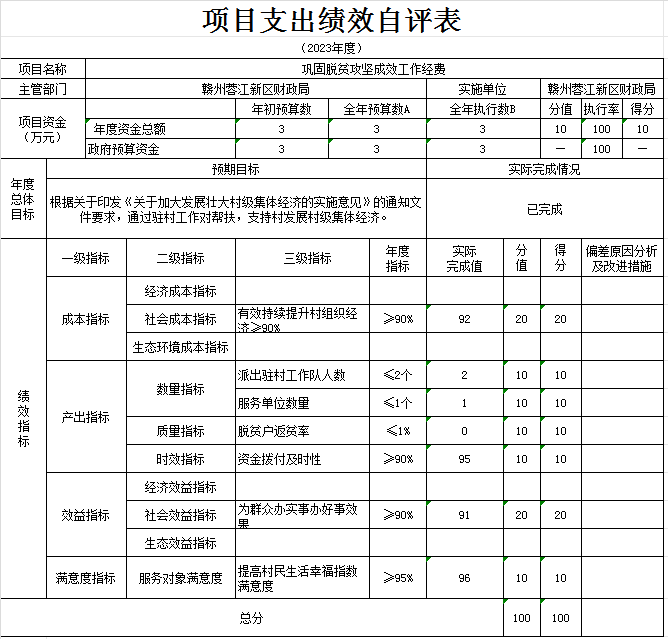 项目支出绩效自评表
（2023年度）
项目名称 巩固脱贫攻坚成效工作经费
主管部门 赣州蓉江新区财政局 实施单位 赣州蓉江新区财政局
项目资金（万元） 年初预算数 全年预算数A 全年执行数B 分值 执行率 得分
年度资金总额 3 3 3 10 100 10
政府预算资金 3 3 3 — 100 —
年度总体目标 预期目标 实际完成情况
根据关于印发《关于加大发展壮大村级集体经济的实施意见》的通知文
件要求，通过驻村工作对帮扶，支持村发展村级集体经济。 已完成
绩效指标 一级指标 二级指标 三级指标 年度指标 实际完成值 分值 得分 偏差原因分析及改进措施
成本指标 经济成本指标
社会成本指标 有效持续提升村组织经济≥90% ≥90% 92 20 20
生态环境成本指标
产出指标 数量指标 派出驻村工作队人数 ≤2个 2 10 10
服务单位数量 ≤1个 1 10 10
质量指标 脱贫户返贫率 ≤1% 0 10 10
时效指标 资金拨付及时性 ≥90% 95 10 10
效益指标 经济效益指标
社会效益指标 为群众办实事办好事效果 ≥90% 91 20 20
生态效益指标
满意度指标 服务对象满意度 提高村民生活幸福指数满意度 ≥95% 96 10 10
总分 100 100